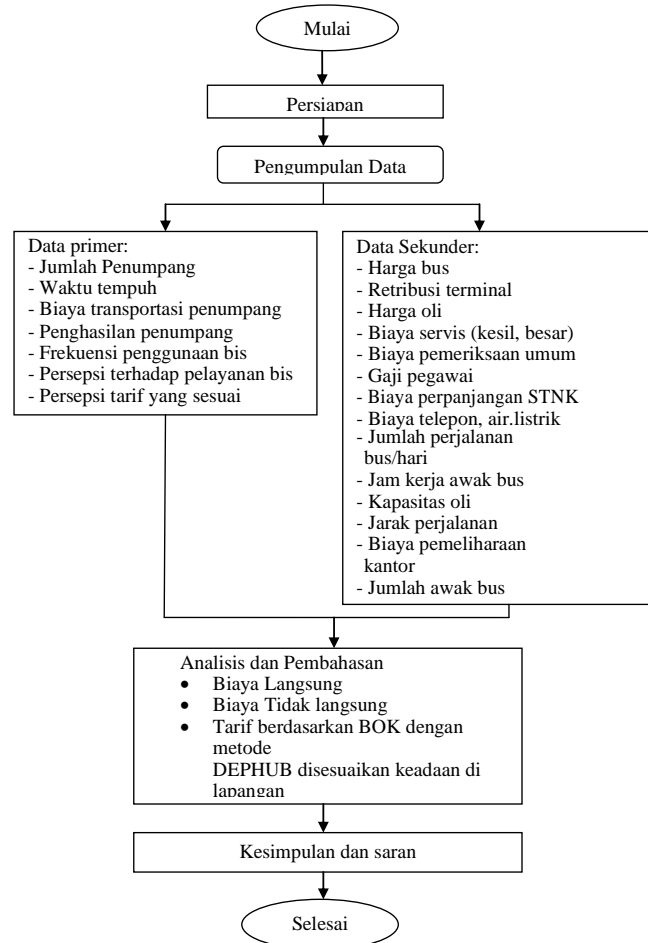 Mulai
Persiapan
Pengumpulan Data
Data primer:
- Jumlah Penumpang
- Waktu tempuh
- Biaya transportasi penumpang
- Penghasilan penumpang
- Frekuensi penggunaan bis
- Persepsi terhadap pelayanan bis
- Persepsi tarif yang sesuai
Data Sekunder:
- Harga bus
- Retribusi terminal
- Harga oli
- Biaya servis (kesil, besar)
- Biaya pemeriksaan umum
- Gaji pegawai
- Biaya perpanjangan STNK
- Biaya telepon, air.listrik
- Jumlah perjalanan
bus/hari
- Jam kerja awak bus
- Kapasitas oli
- Jarak perjalanan
- Biaya pemeliharaan
kantor
- Jumlah awak bus
Analisis dan Pembahasan
• Biaya Langsung
• Biaya Tidak langsung
• Tarif berdasarkan BOK dengan
metode
DEPHUB disesuaikan keadaan di
lapangan
Kesimpulan dan saran
Selesai